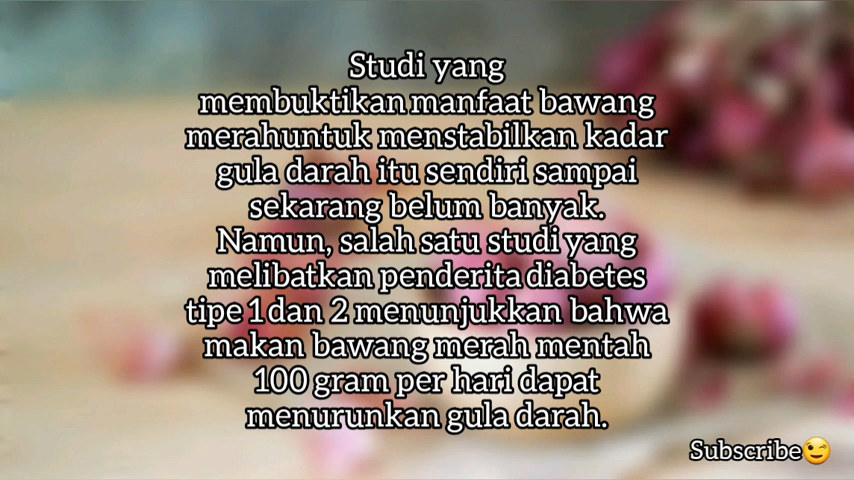 Studi yang
membuktikan manfaat bawang
merahuntuk menstabilkan kadar
gula darah itu sendiri sampai
sekarang belum banyak.
Namun, salah satu studi yang
melibatkan penderita diabetes
tipe 1 dan 2 menunjukkan bahwa
makan bawang merah mentah
100 gram per hari dapat
menurunkan gula darah.
Subscribe😉